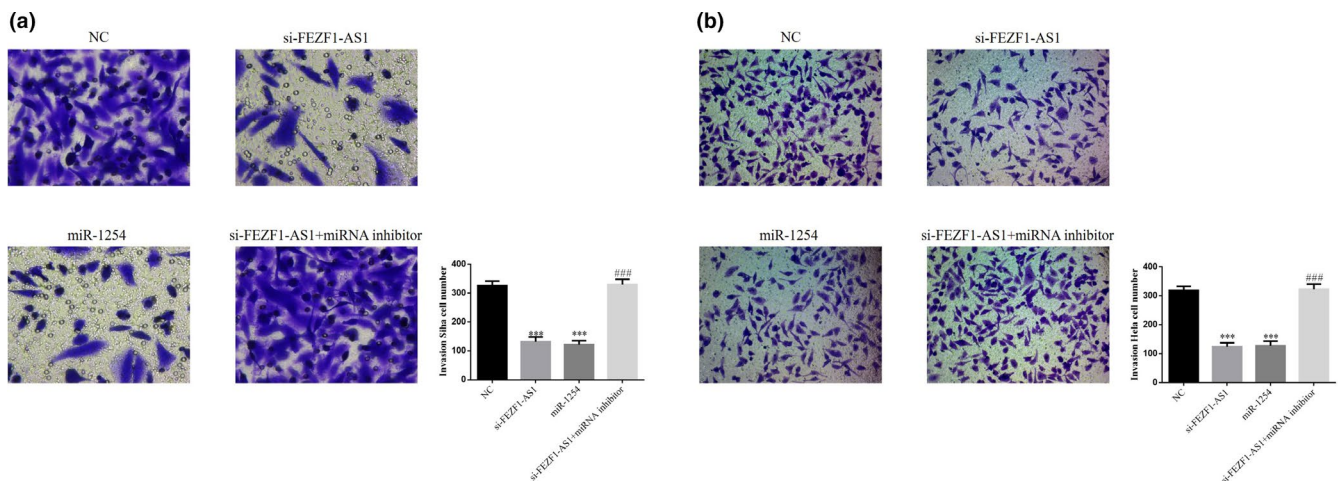 (a)
NC
si-FEZF1-AS1
miR-1254
si-FEZF1-AS1+miRNA inhibitor
Invasion Siha cell number
400
300
200
100
0
***
***
###
NC
si-FEZF1-AS1
miR-1254
si-FEZF1-AS1+miRNA inhibitor
(b)
NC
si-FEZF1-AS1
miR-1254
si-FEZF1-AS1+miRNA inhibitor
Invasion Hela cell number
400
300
200
100
0
***
***
###
NC
si-FEZF1-AS1
miR-1254
si-FEZF1-AS1+miRNA inhibitor